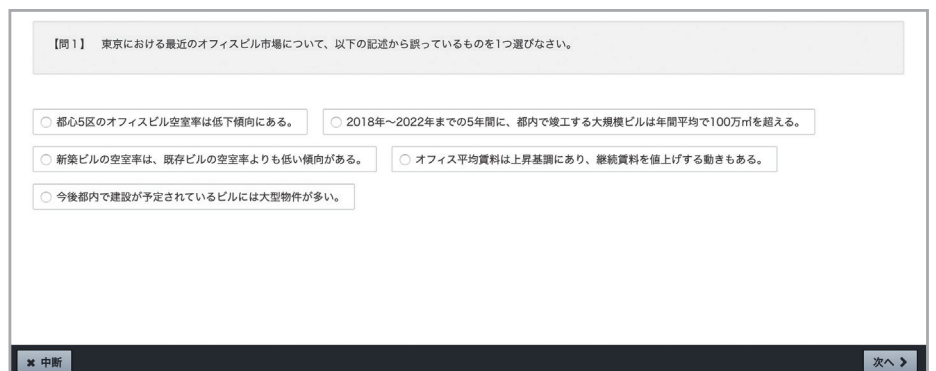 【問1】 東京における最近のオフィスビル市場について、以下の記述から誤っているものを1つ選びなさい。
都心5区のオフィスビル空室率は低下傾向にある。
2018年～2022年までの5年間に、都内で竣工する大規模ビルは年間平均で100万㎡を超える。
新築ビルの空室率は、既存ビルの空室率よりも低い傾向がある。
オフィス平均賃料は上昇基調にあり、継続賃料を値上げする動きもある。
今後都内で建設が予定されているビルには大型物件が多い。
✖ 中断
次へ ❯